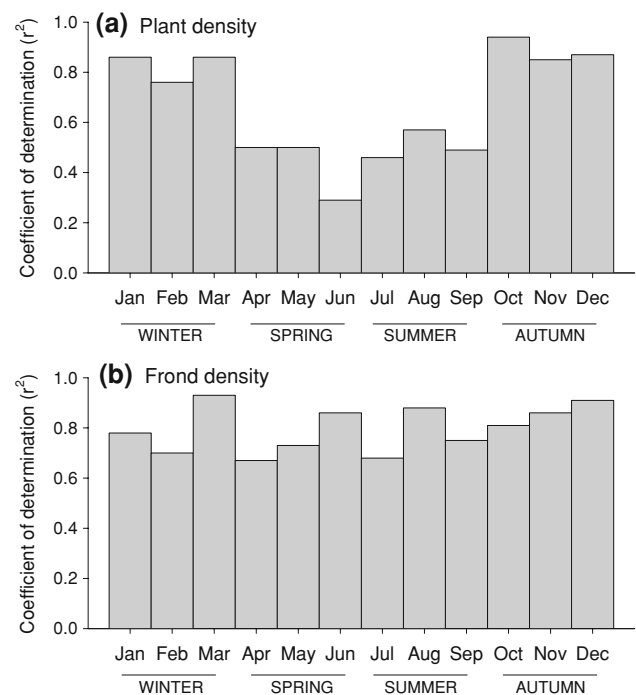 (a) Plant density
Coefficient of determination (r²)
1.0
0.8
0.6
0.4
0.2
0.0
Jan Feb Mar Apr May Jun Jul Aug Sep Oct Nov Dec
WINTER SPRING SUMMER AUTUMN
(b) Frond density
Coefficient of determination (r²)
1.0
0.8
0.6
0.4
0.2
0.0
Jan Feb Mar Apr May Jun Jul Aug Sep Oct Nov Dec
WINTER SPRING SUMMER AUTUMN